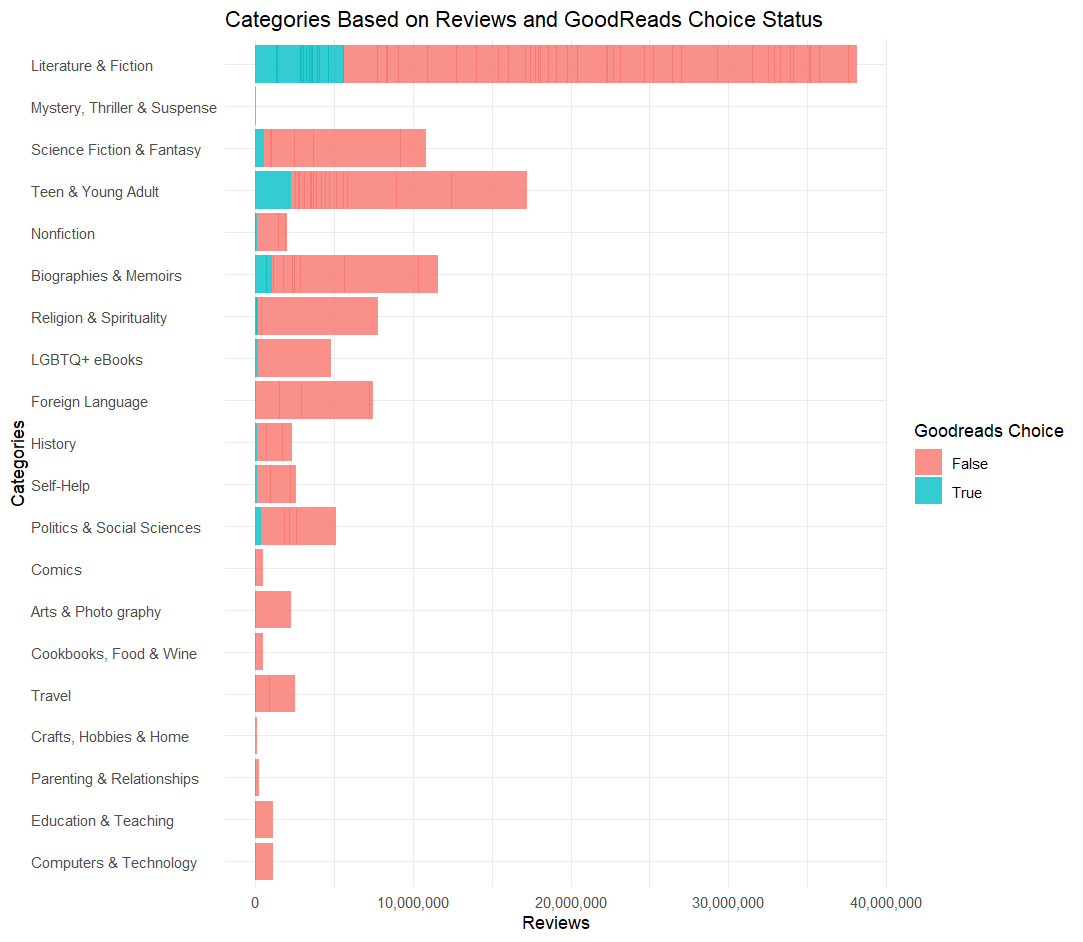 Categories Based on Reviews and GoodReads Choice Status
Literature & Fiction
Mystery, Thriller & Suspense
Science Fiction & Fantasy
Teen & Young Adult
Nonfiction
Biographies & Memoirs
Religion & Spirituality
LGBTQ+ eBooks
Foreign Language
History
Self-Help
Politics & Social Sciences
Comics
Arts & Photo graphy
Cookbooks, Food & Wine
Travel
Crafts, Hobbies & Home
Parenting & Relationships
Education & Teaching
Computers & Technology
Categories
0 10,000,000 20,000,000 30,000,000 40,000,000
Reviews
Goodreads Choice
False
True